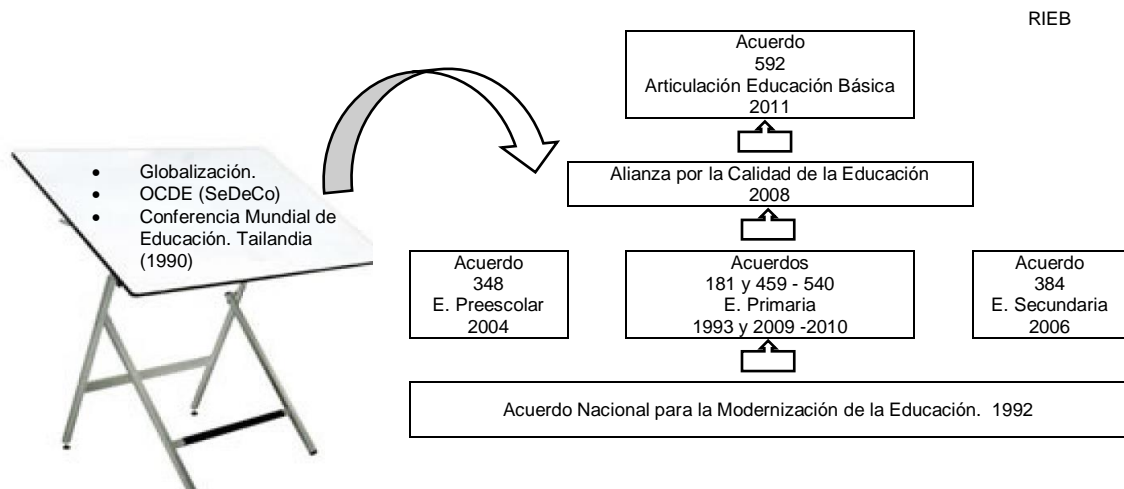 RIEB
Acuerdo
592
Articulación Educación Básica
2011
• Globalización.
• OCDE (SeDeCo)
• Conferencia Mundial de
Educación. Tailandia
(1990)
Alianza por la Calidad de la Educación
2008
Acuerdo
348
E. Preescolar
2004
Acuerdos
181 y 459 - 540
E. Primaria
1993 y 2009 -2010
Acuerdo
384
E. Secundaria
2006
Acuerdo Nacional para la Modernización de la Educación.  1992